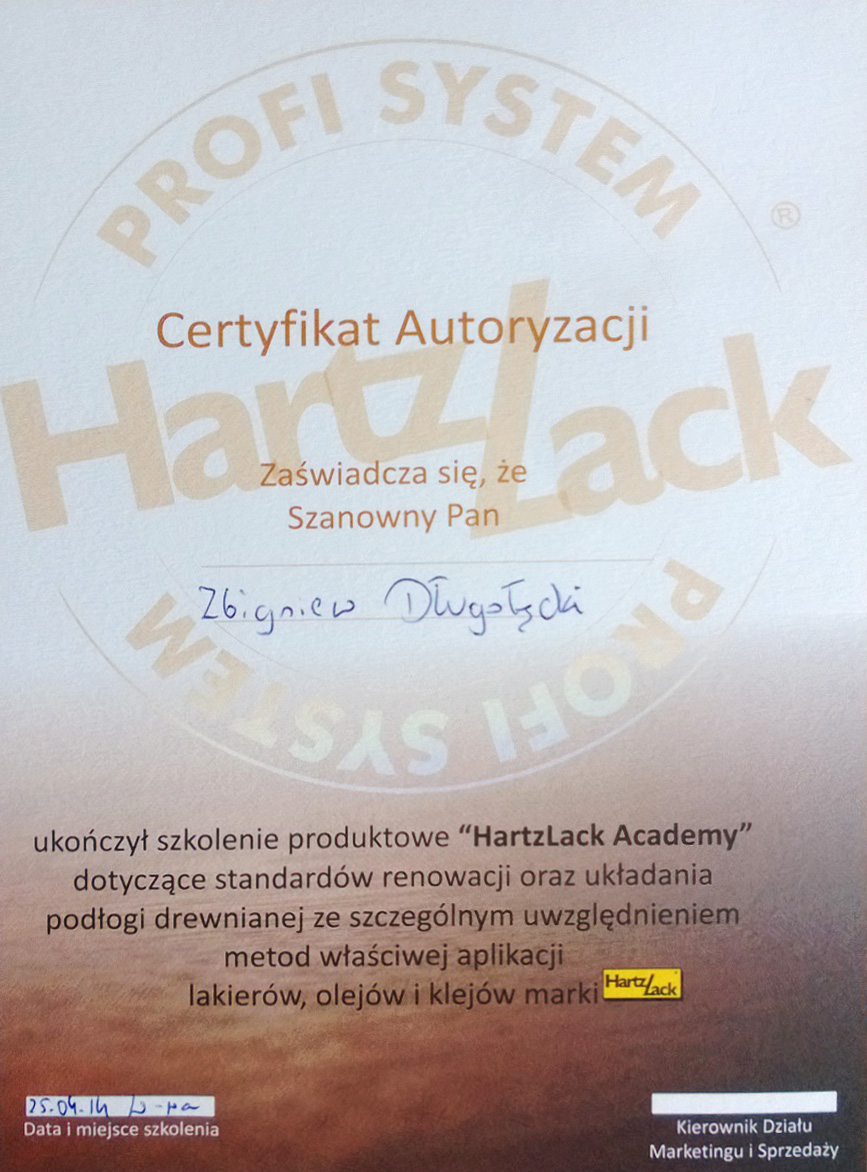 PROFI SYSTEM
®
Certyfikat Autoryzacji
HartzLack
Zaświadcza się, że
Szanowny Pan
Zbigniew Długołęcki
PROFI SYSTEM
ukończył szkolenie produktowe “HartzLack Academy”
dotyczące standardów renowacji oraz układania
podłogi drewnianej ze szczególnym uwzględnieniem
metod właściwej aplikacji
lakierów, olejów i klejów marki HartzLack
25.04.14 W-wa
Data i miejsce szkolenia
Kierownik Działu
Marketingu i Sprzedaży